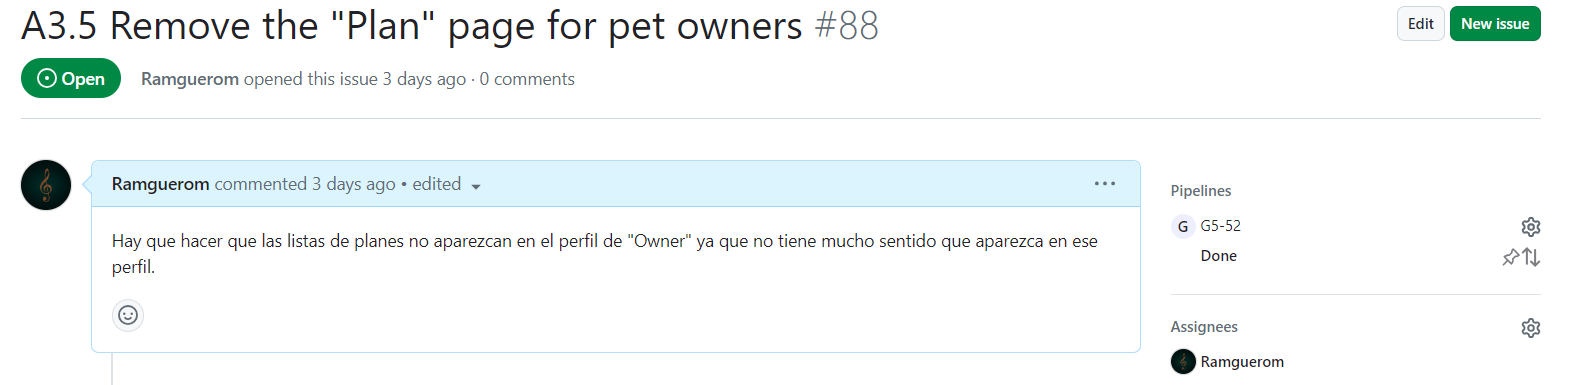 A3.5 Remove the "Plan" page for pet owners #88
Edit
New issue
Open
Ramguerom opened this issue 3 days ago · 0 comments
Ramguerom commented 3 days ago • edited
Hay que hacer que las listas de planes no aparezcan en el perfil de "Owner" ya que no tiene mucho sentido que aparezca en ese
perfil.
Pipelines
G G5-52
Done
Assignees
Ramguerom